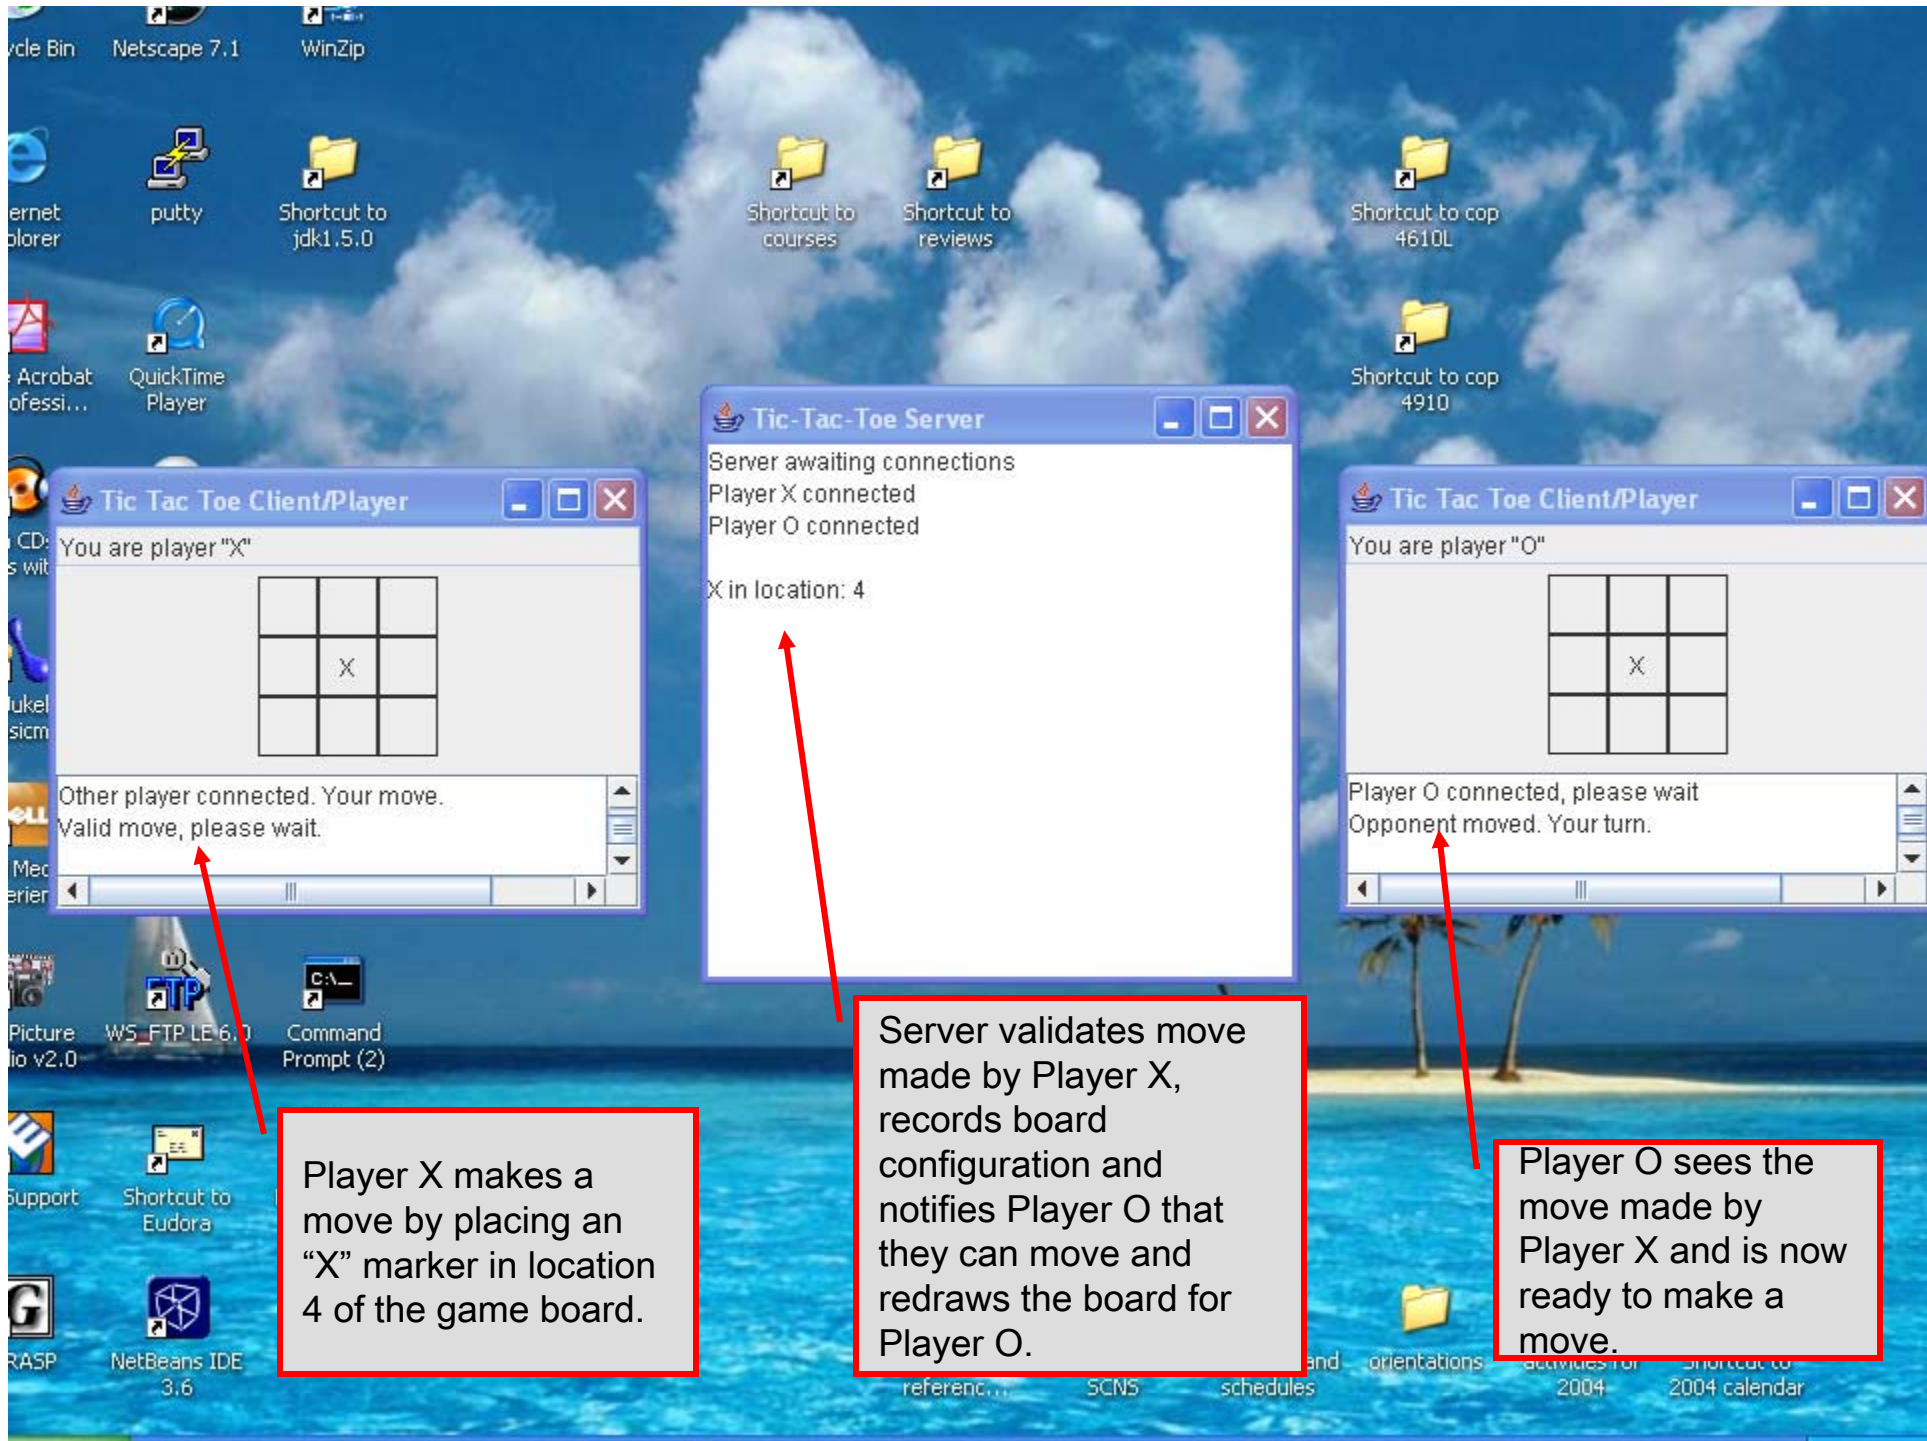 Bin
Netscape 7.1
WinZip
putty
Shortcut to
jdk1.5.0
Shortcut to
courses
Shortcut to
reviews
Shortcut to cop
4610L
Acrobat
QuickTime
Player
Shortcut to cop
4910
Tic-Tac-Toe Server
Server awaiting connections
Player X connected
Player O connected
X in location: 4
Tic Tac Toe Client/Player
You are player "X"
X
Other player connected. Your move.
Valid move, please wait.
Tic Tac Toe Client/Player
You are player "O"
X
Player O connected, please wait
Opponent moved. Your turn.
Picture
v2.0
FTP
WS_FTP LE 6.0
C:\_
Command
Prompt (2)
Support
Shortcut to
Eudora
G
NetBeans IDE
3.6
Player X makes a
move by placing an
“X” marker in location
4 of the game board.
Server validates move
made by Player X,
records board
configuration and
notifies Player O that
they can move and
redraws the board for
Player O.
Player O sees the
move made by
Player X and is now
ready to make a
move.
referenc...
SCNS
schedules
orientations
activities for
2004
Shortcut to
2004 calendar